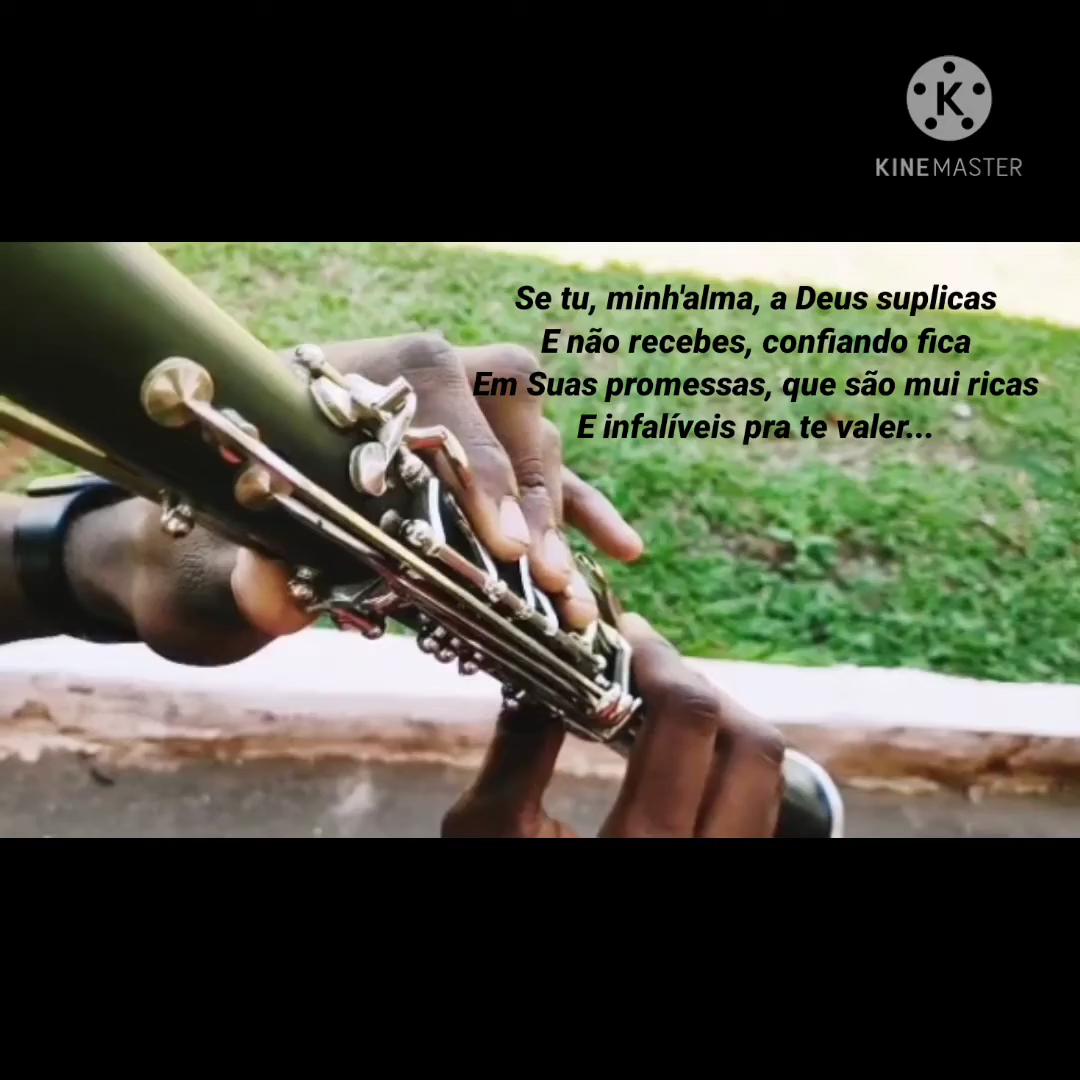 K
KINEMASTER
Se tu, minh'alma, a Deus suplicas
E não recebes, confiando fica
Em Suas promessas, que são mui ricas
E infalíveis pra te valer...